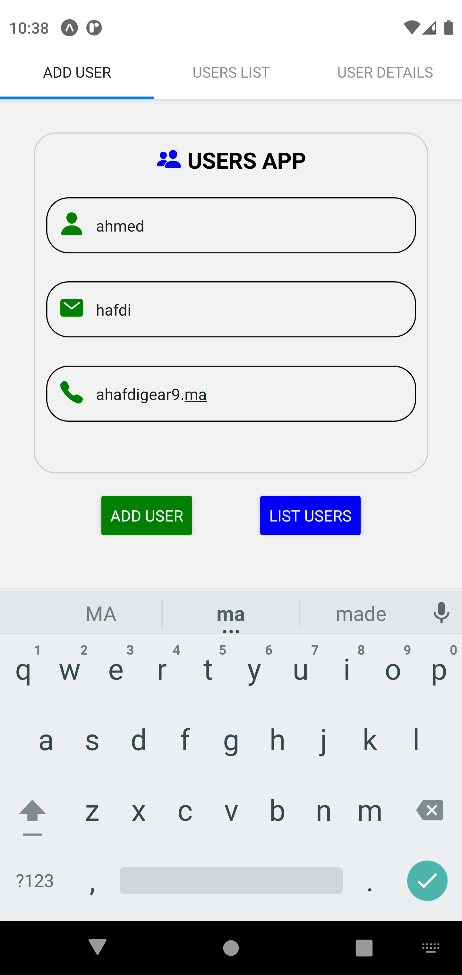 10:38
ADD USER USERS LIST USER DETAILS
USERS APP
ahmed
hafdi
ahafdigear9.ma
ADD USER LIST USERS
MA ma made
1 2 3 4 5 6 7 8 9 0
q w e r t y u i o p
a s d f g h j k l
z x c v b n m
?123 , .